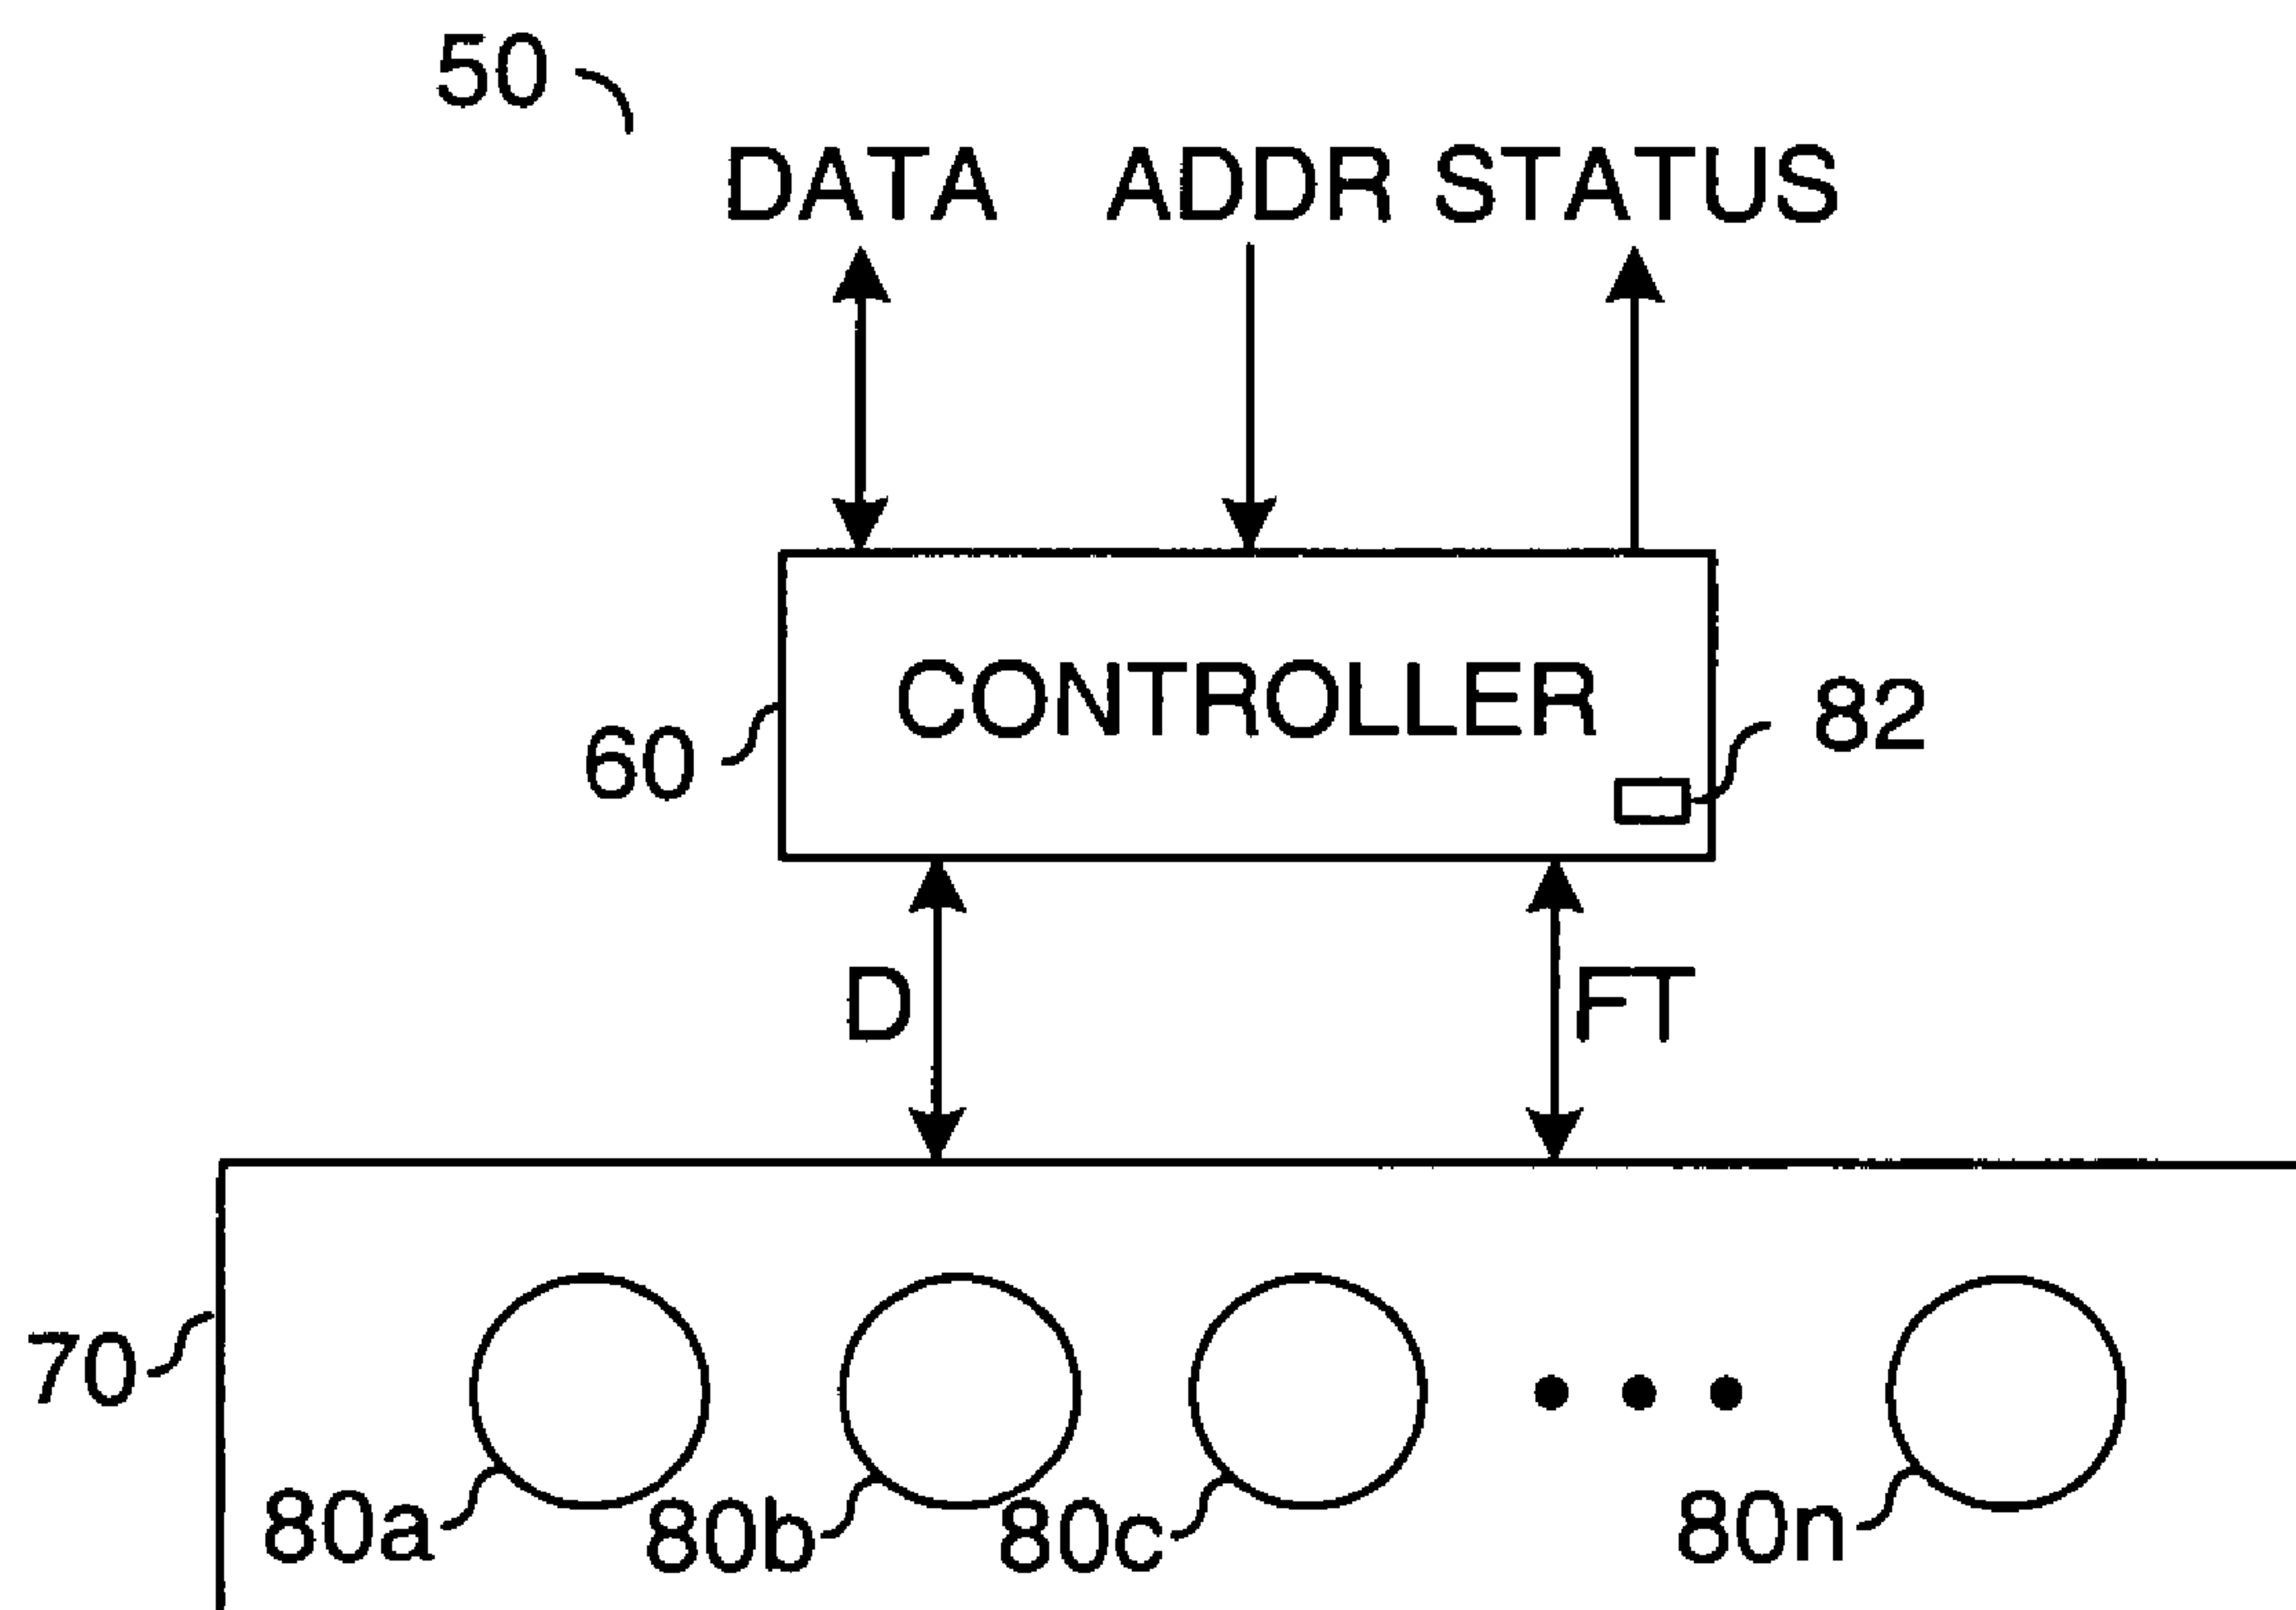 50
DATA ADDR STATUS
CONTROLLER
82
60
D
FT
70
80a
80b
80c
80n